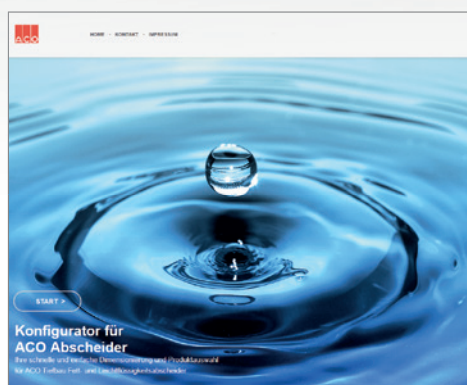 ACO
HOME - KONTAKT - IMPRESSUM
START >
Konfigurator für
ACO Abscheider
Ihre schnelle und einfache Dimensionierung und Produktauswahl
für ACO Tiefbau Fett- und Leichtflüssigkeitsabscheider